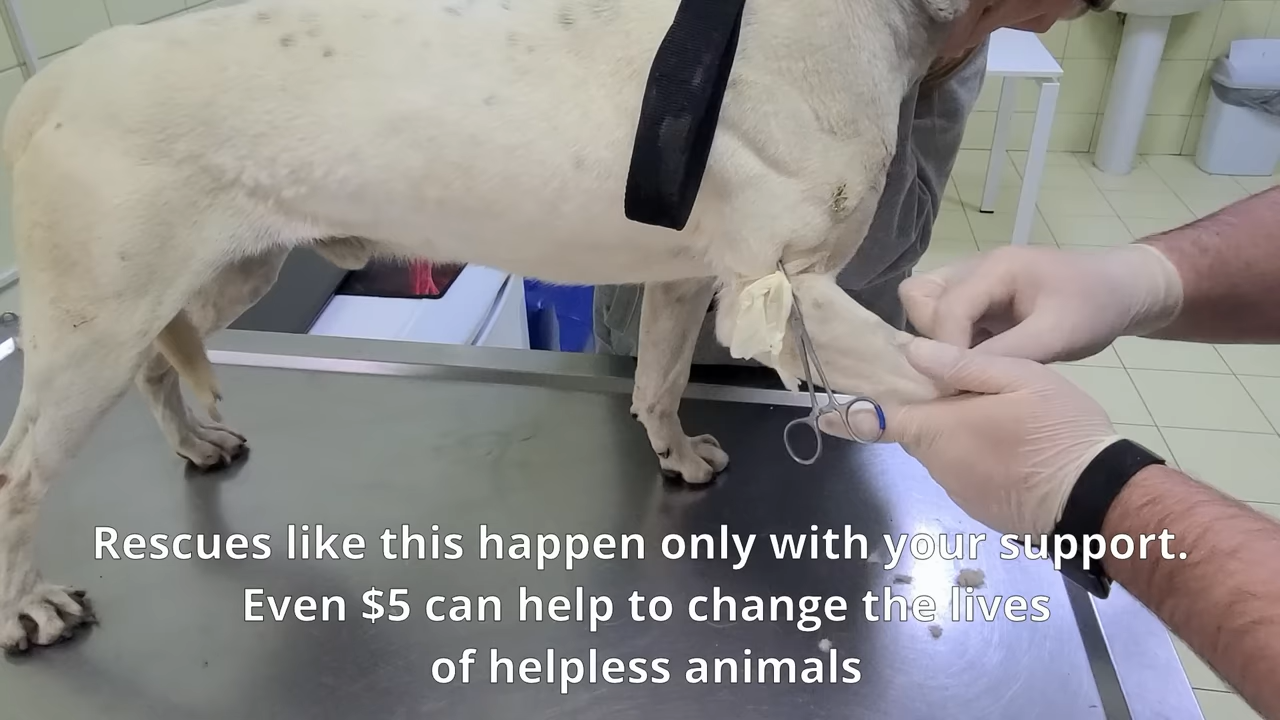 Rescues like this happen only with your support.
Even $5 can help to change the lives
of helpless animals